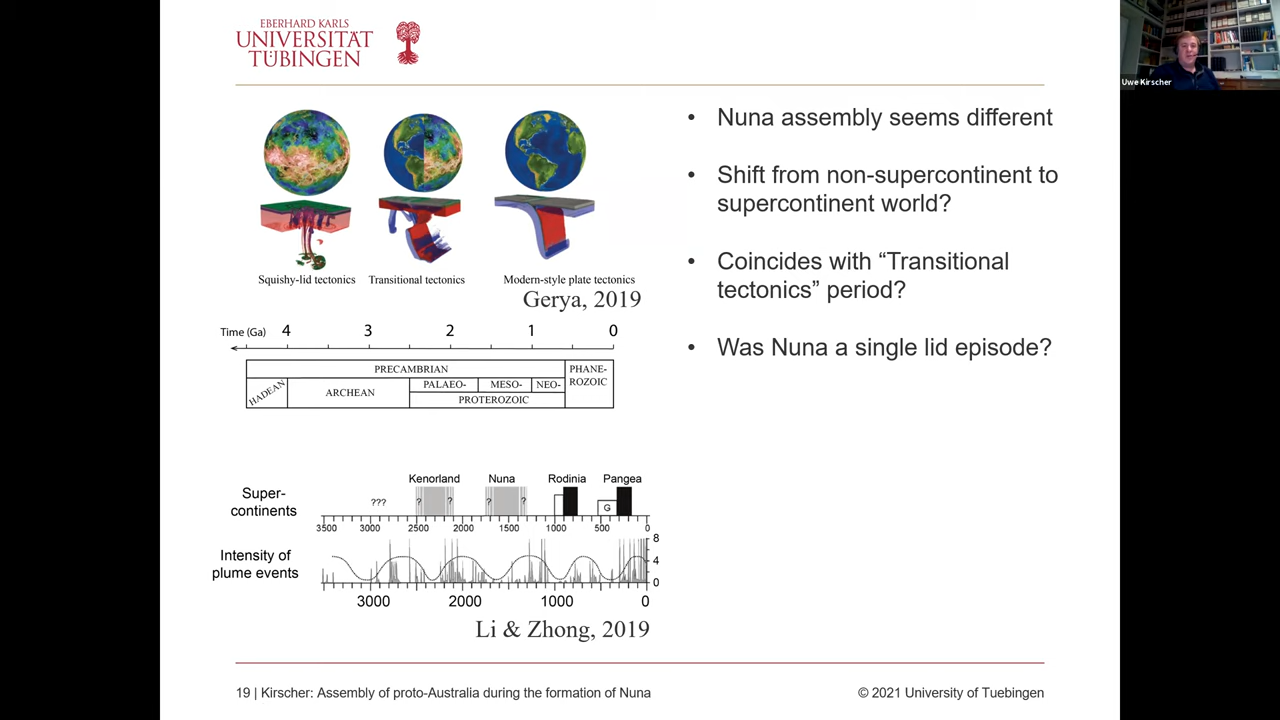 EBERHARD KARLS
UNIVERSITÄT
TÜBINGEN
Uwe Kirscher
Squishy-lid tectonics
Transitional tectonics
Modern-style plate tectonics
Gerya, 2019
Time (Ga) 4 3 2 1 0
PRECAMBRIAN
PHANE-
ROZOIC
HADEAN
ARCHEAN
PALAEO- MESO- NEO-
PROTEROZOIC
Kenorland Nuna Rodinia Pangea
Super-
continents
??? ? ? ? ? G
3500 3000 2500 2000 1500 1000 500 0
Intensity of
plume events
8
4
0
3000 2000 1000 0
Li & Zhong, 2019
• Nuna assembly seems different
• Shift from non-supercontinent to
supercontinent world?
• Coincides with “Transitional
tectonics” period?
• Was Nuna a single lid episode?
19 | Kirscher: Assembly of proto-Australia during the formation of Nuna
© 2021 University of Tuebingen